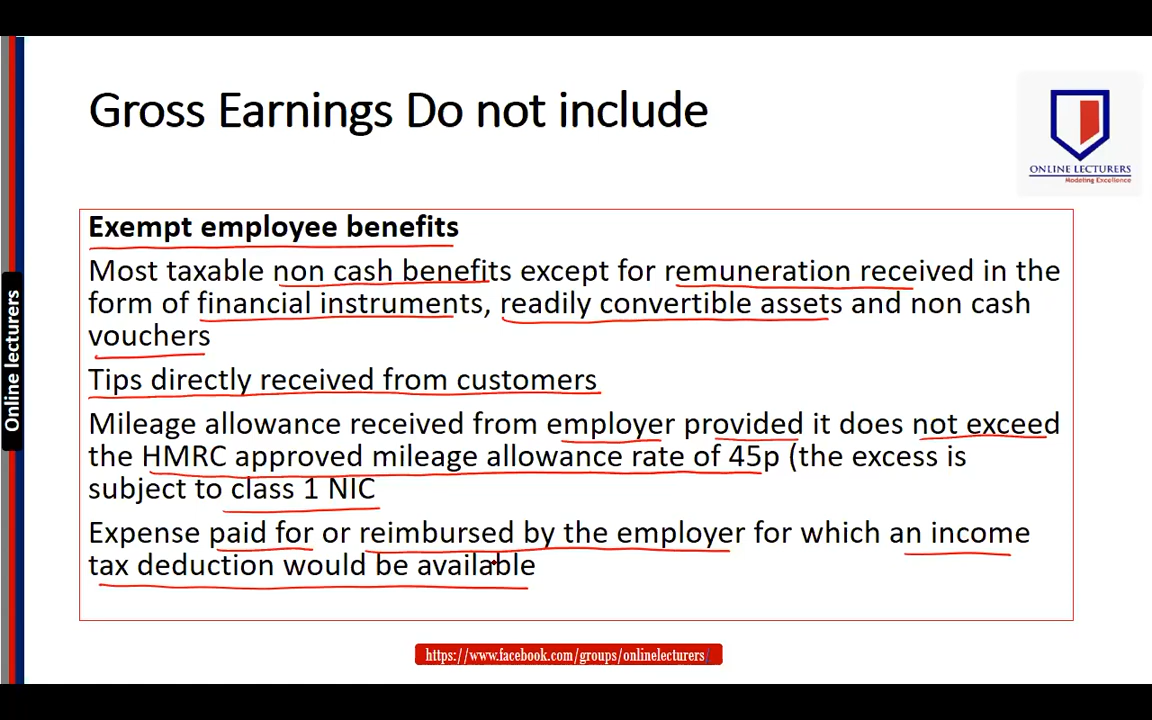 Gross Earnings Do not include
ONLINE LECTURERS
Modeling Excellence
Exempt employee benefits
Most taxable non cash benefits except for remuneration received in the
form of financial instruments, readily convertible assets and non cash
vouchers
Tips directly received from customers
Mileage allowance received from employer provided it does not exceed
the HMRC approved mileage allowance rate of 45p (the excess is
subject to class 1 NIC
Expense paid for or reimbursed by the employer for which an income
tax deduction would be available
Online lecturers
https://www.facebook.com/groups/onlinelecturers/